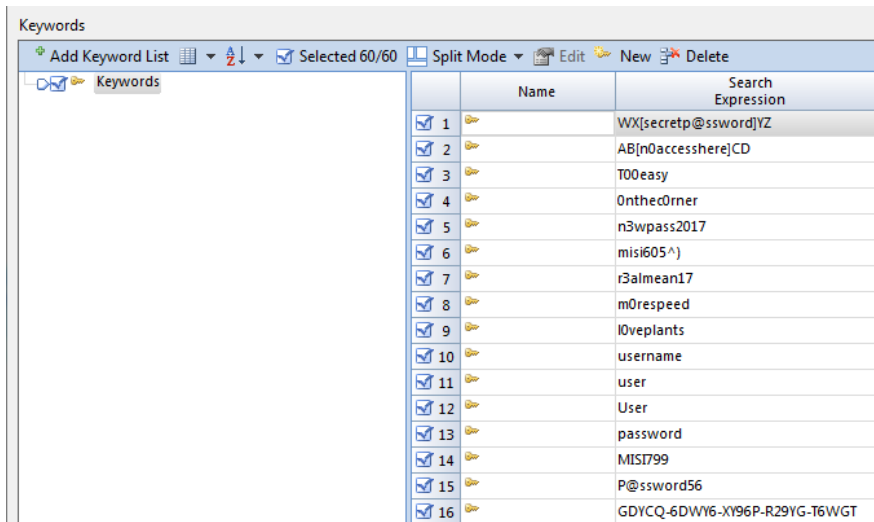 Keywords
Add Keyword List Selected 60/60 Split Mode Edit New Delete
Keywords
Name Search Expression
1 WX[secretp@ssword]YZ
2 AB[n0accesshere]CD
3 T00easy
4 0nthec0rner
5 n3wpass2017
6 misi605^)
7 r3almean17
8 m0respeed
9 l0veplants
10 username
11 user
12 User
13 password
14 MISI799
15 P@ssword56
16 GDYCQ-6DWY6-XY96P-R29YG-T6WGT